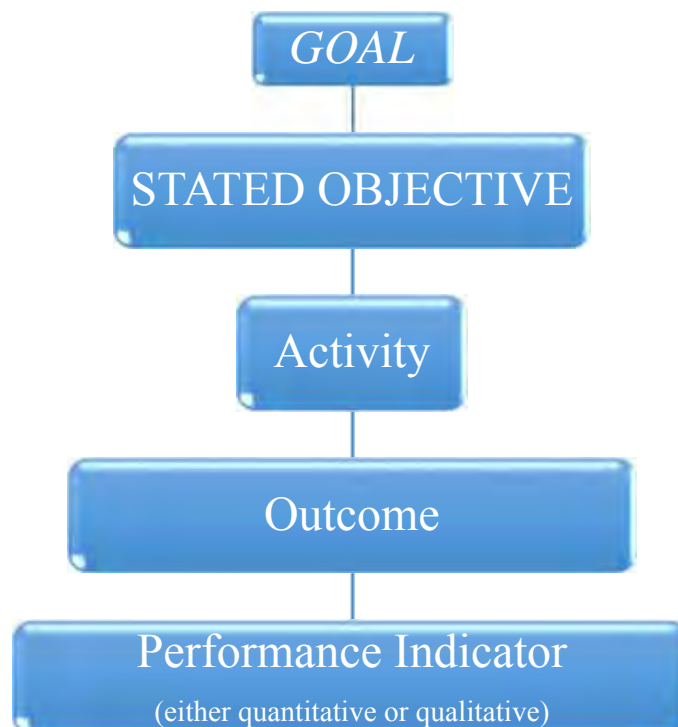 GOAL
STATED OBJECTIVE
Activity
Outcome
Performance Indicator
(either quantitative or qualitative)